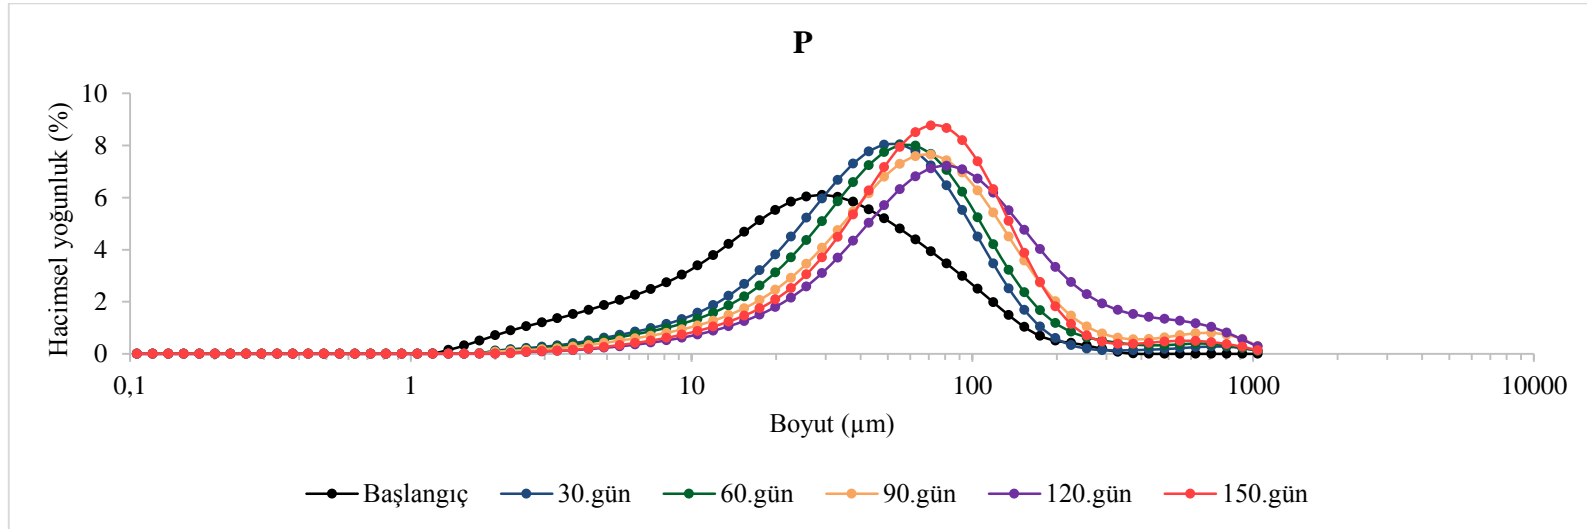 P
Hacimsel yoğunluk (%)
10
8
6
4
2
0
0,1 1 10 100 1000 10000
Boyut (µm)
Başlangıç 30.gün 60.gün 90.gün 120.gün 150.gün